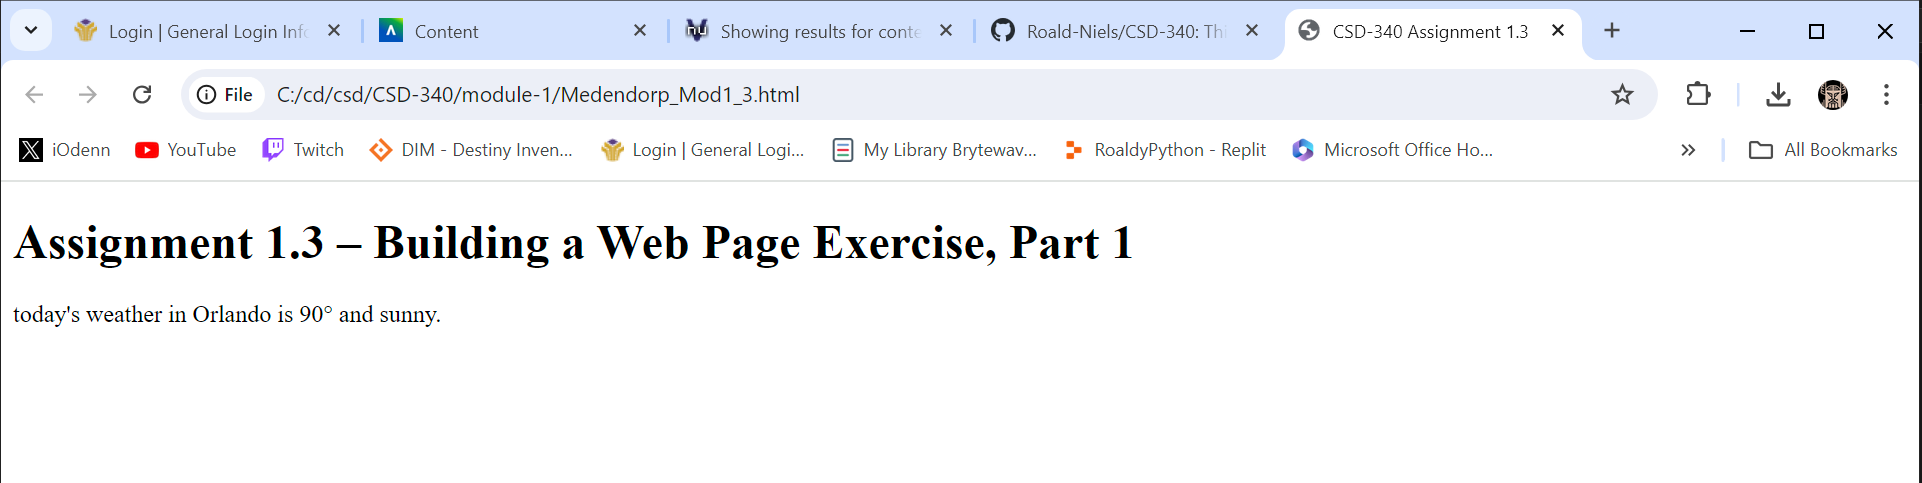 Login | General Login Info
Content
Showing results for conte
Roald-Niels/CSD-340: Thi
CSD-340 Assignment 1.3
File
C:/cd/csd/CSD-340/module-1/Medendorp_Mod1_3.html
iOdenn
YouTube
Twitch
DIM - Destiny Inven...
Login | General Logi...
My Library Brytewav...
RoaldyPython - Replit
Microsoft Office Ho...
All Bookmarks
Assignment 1.3 – Building a Web Page Exercise, Part 1
today's weather in Orlando is 90° and sunny.